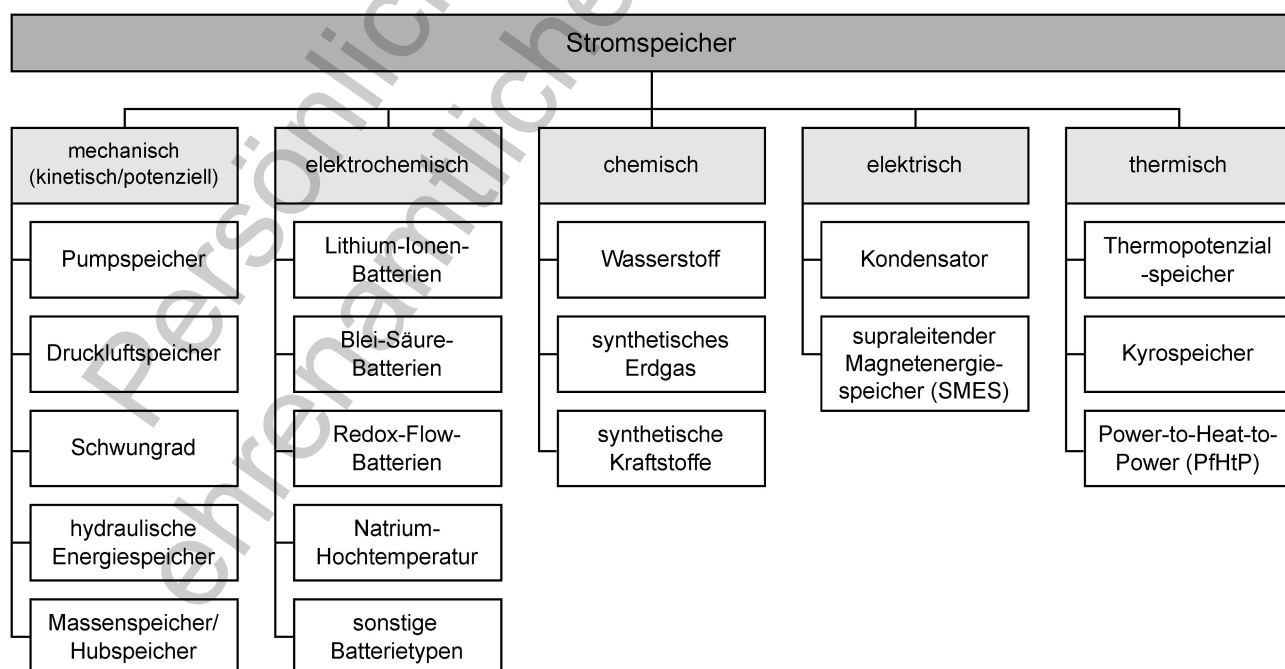 Stromspeicher
mechanisch
(kinetisch/potenziell)
elektrochemisch
chemisch
elektrisch
thermisch
Pumpspeicher
Druckluftspeicher
Schwungrad
hydraulische
Energiespeicher
Massenspeicher/
Hubspeicher
Lithium-Ionen-
Batterien
Blei-Säure-
Batterien
Redox-Flow-
Batterien
Natrium-
Hochtemperatur
sonstige
Batterietypen
Wasserstoff
synthetisches
Erdgas
synthetische
Kraftstoffe
Kondensator
supraleitender
Magnetenergie-
speicher (SMES)
Thermopotenzial
-speicher
Kyrospeicher
Power-to-Heat-to-
Power (PfHtP)
Persönlich
ehrenamtliche